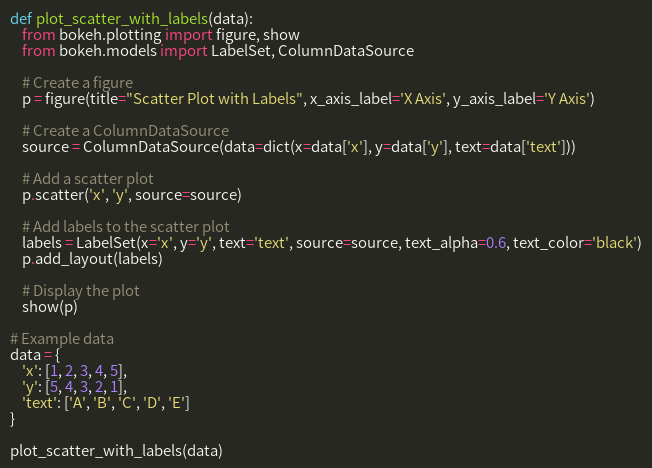 def plot_scatter_with_labels(data):
    from bokeh.plotting import figure, show
    from bokeh.models import LabelSet, ColumnDataSource

    # Create a figure
    p = figure(title="Scatter Plot with Labels", x_axis_label='X Axis', y_axis_label='Y Axis')

    # Create a ColumnDataSource
    source = ColumnDataSource(data=dict(x=data['x'], y=data['y'], text=data['text']))

    # Add a scatter plot
    p.scatter('x', 'y', source=source)

    # Add labels to the scatter plot
    labels = LabelSet(x='x', y='y', text='text', source=source, text_alpha=0.6, text_color='black')
    p.add_layout(labels)

    # Display the plot
    show(p)

# Example data
data = {
    'x': [1, 2, 3, 4, 5],
    'y': [5, 4, 3, 2, 1],
    'text': ['A', 'B', 'C', 'D', 'E']
}

plot_scatter_with_labels(data)